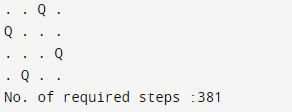 . . Q .
Q . . .
. . . Q
. Q . .
No. of required steps :381